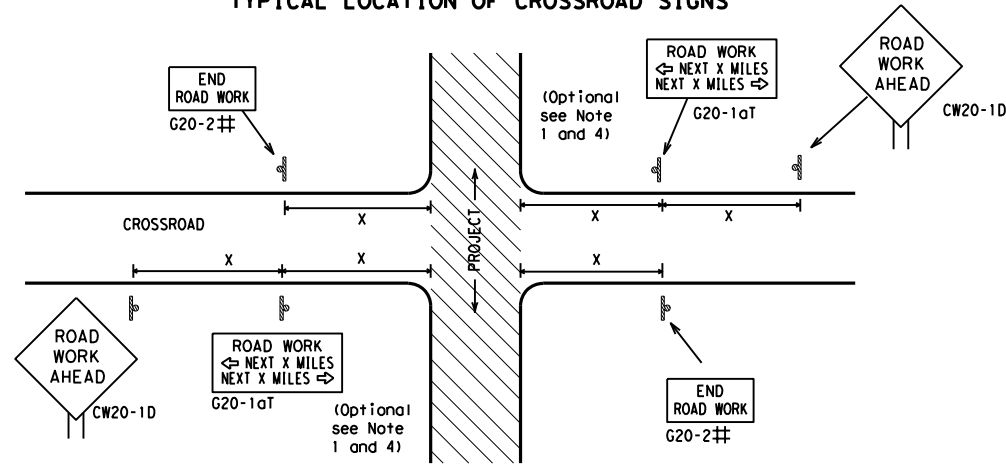 TYPICAL LOCATION OF CROSSROAD SIGNS
END
ROAD WORK
G20-2#
(Optional
see Note
1 and 4)
ROAD WORK
⇦ NEXT X MILES
NEXT X MILES ⇨
G20-1aT
ROAD
WORK
AHEAD
CW20-1D
CROSSROAD
X
X
X
PROJECT
X
X
X
ROAD
WORK
AHEAD
CW20-1D
ROAD WORK
⇦ NEXT X MILES
NEXT X MILES ⇨
G20-1aT
(Optional
see Note
1 and 4)
END
ROAD WORK
G20-2#